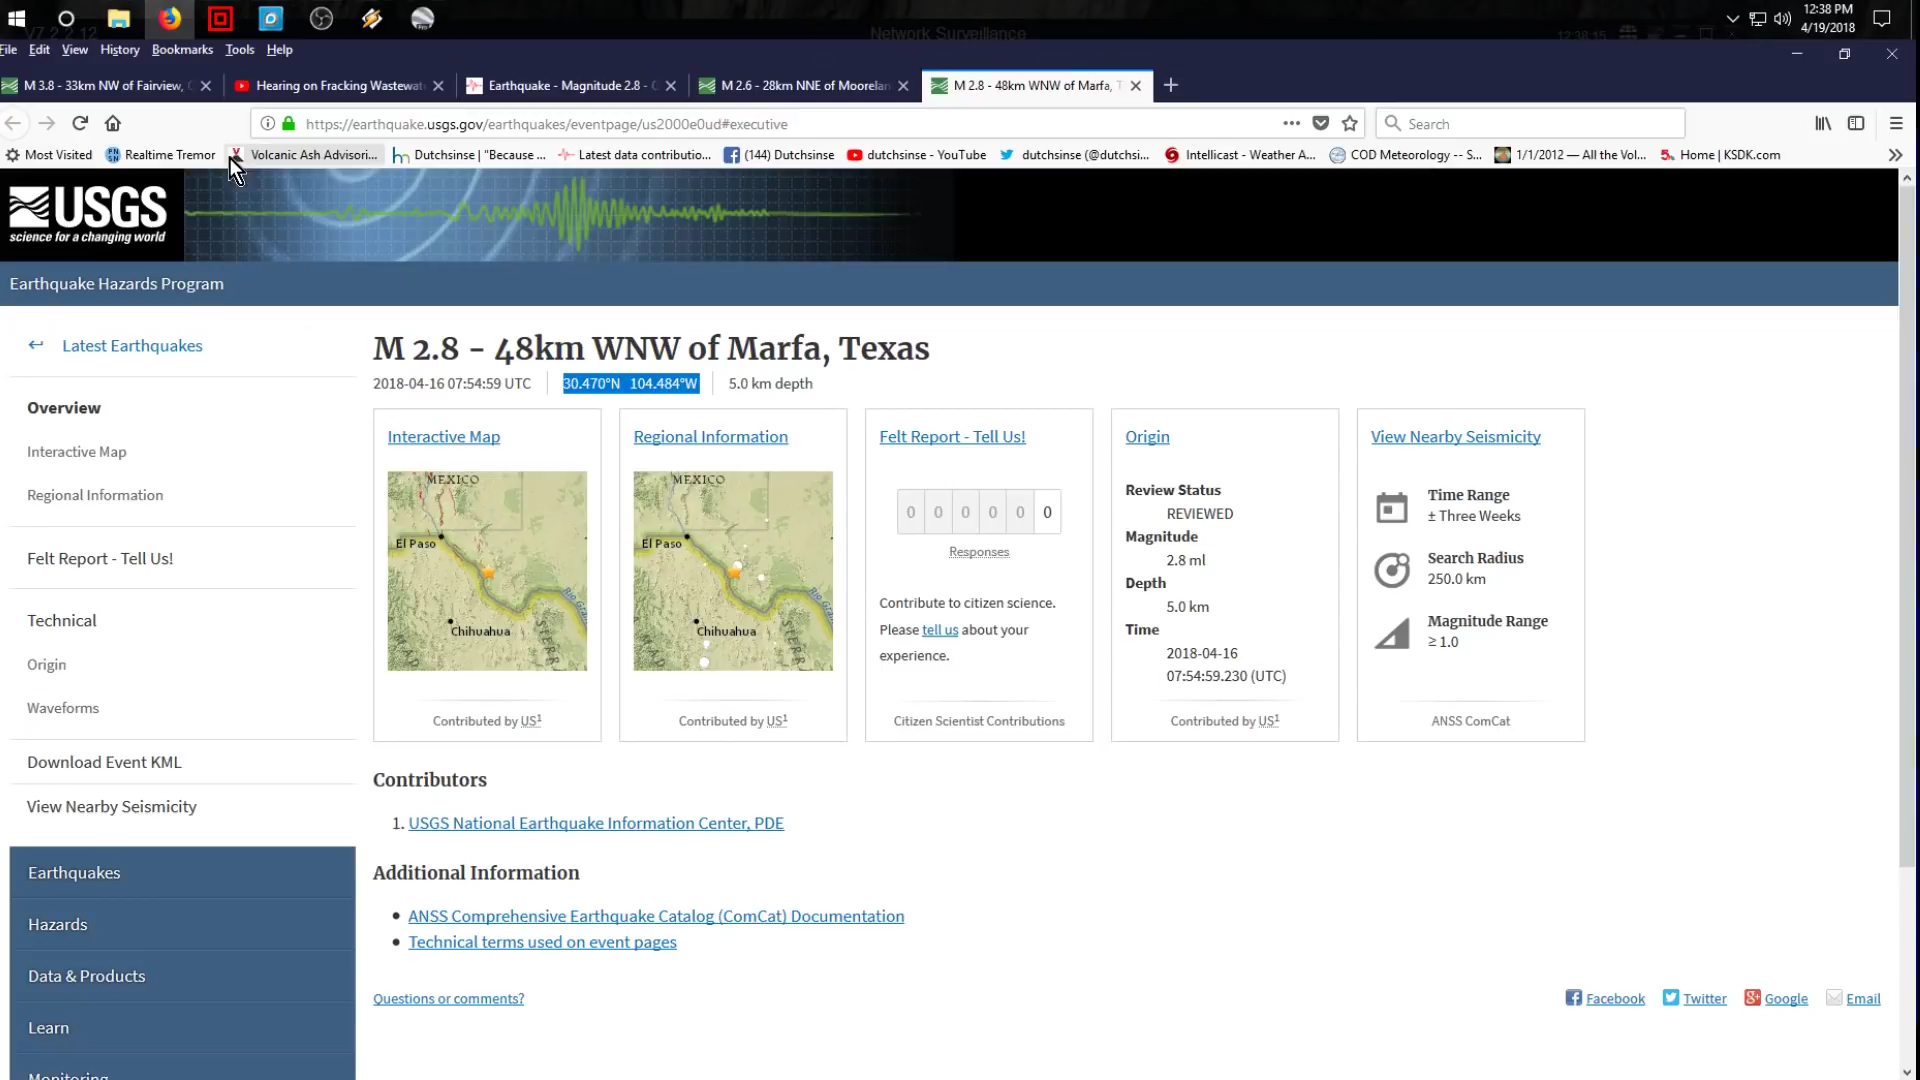 12:38 PM
4/19/2018
V7.2.2.12
Network Surveillance
12:38:15
File Edit View History Bookmarks Tools Help
M 3.8 - 33km NW of Fairview,
Hearing on Fracking Wastewat
Earthquake - Magnitude 2.8 -
M 2.6 - 28km NNE of Moorelan
M 2.8 - 48km WNW of Marfa, T
https://earthquake.usgs.gov/earthquakes/eventpage/us2000e0ud#executive
Search
Most Visited
Realtime Tremor
Volcanic Ash Advisori...
Dutchsinse | "Because ...
Latest data contributio...
(144) Dutchsinse
dutchsinse - YouTube
dutchsinse (@dutchsi...
Intellicast - Weather A...
COD Meteorology -- S...
1/1/2012 — All the Vol...
Home | KSDK.com
USGS
science for a changing world
Earthquake Hazards Program
Latest Earthquakes
Overview
Interactive Map
Regional Information
Felt Report - Tell Us!
Technical
Origin
Waveforms
Download Event KML
View Nearby Seismicity
Earthquakes
Hazards
Data & Products
Learn
Monitoring
M 2.8 - 48km WNW of Marfa, Texas
2018-04-16 07:54:59 UTC
30.470°N 104.484°W
5.0 km depth
Interactive Map
MEXICO
El Paso
Chihuahua
Contributed by US1
Regional Information
MEXICO
El Paso
Chihuahua
Contributed by US1
Felt Report - Tell Us!
0 0 0 0 0 0
Responses
Contribute to citizen science.
Please tell us about your
experience.
Citizen Scientist Contributions
Origin
Review Status
REVIEWED
Magnitude
2.8 ml
Depth
5.0 km
Time
2018-04-16
07:54:59.230 (UTC)
Contributed by US1
View Nearby Seismicity
Time Range
± Three Weeks
Search Radius
250.0 km
Magnitude Range
≥ 1.0
ANSS ComCat
Contributors
1. USGS National Earthquake Information Center, PDE
Additional Information
ANSS Comprehensive Earthquake Catalog (ComCat) Documentation
Technical terms used on event pages
Questions or comments?
Facebook
Twitter
Google
Email